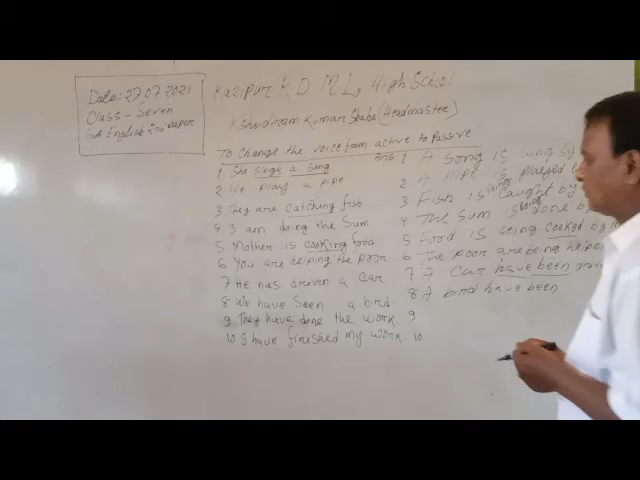 Date: 27.07.2021
Class - Seven
Sub English 2nd paper
Kazipur K D M L High School
Kshudiram Kumar Shaha (Headmaster)
To Change the voice from active to Passive
1 She sings a song
2 We play a pipe
3 They are catching fish
4 I am doing the Sum
5 Mother is cooking food
6 You are helping the poor
7 He has driven a car
8 We have Seen a bird.
9 They have done the work.
10 I have finished my work.
Ans: 1 A Song is sung by
2 A Pipe is played
3 Fish is being caught by
4 The Sum is being done by
5 Food is being cooked by
6 The poor are being helped
7 A Car have been
8 A bird have been
9
10